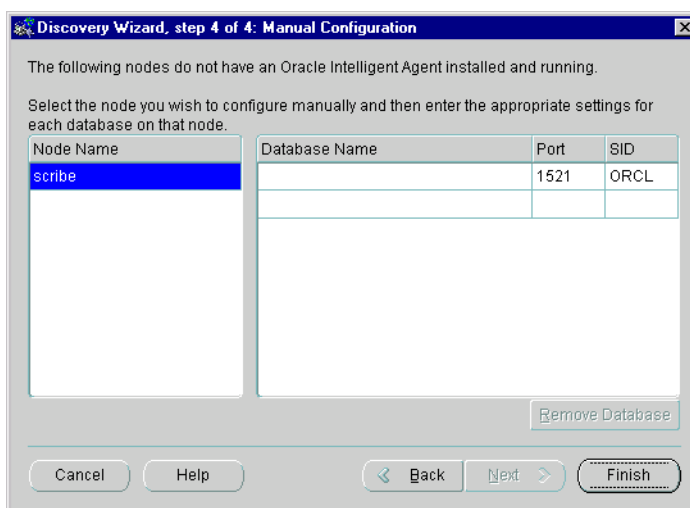 Discovery Wizard, step 4 of 4: Manual Configuration
The following nodes do not have an Oracle Intelligent Agent installed and running.
Select the node you wish to configure manually and then enter the appropriate settings for
each database on that node.
Node Name Database Name Port SID
scribe 1521 ORCL
Remove Database
Cancel Help Back Next Finish